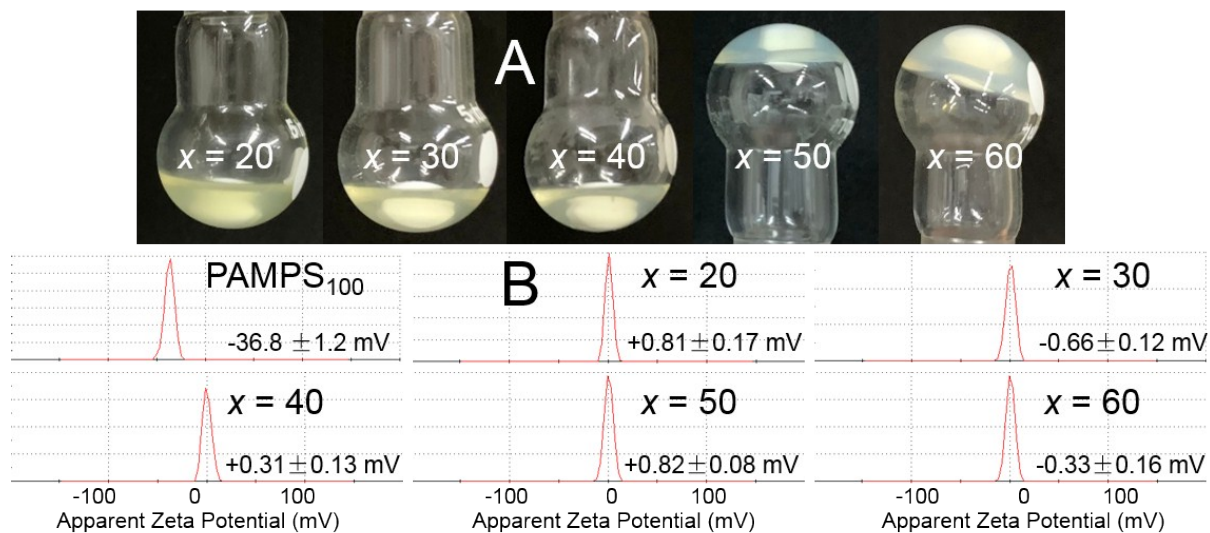 A
x = 20
x = 30
x = 40
x = 50
x = 60
B
PAMPS100
-36.8 ±1.2 mV
x = 20
+0.81±0.17 mV
x = 30
-0.66±0.12 mV
x = 40
+0.31±0.13 mV
x = 50
+0.82±0.08 mV
x = 60
-0.33±0.16 mV
-100 0 100
Apparent Zeta Potential (mV)
-100 0 100
Apparent Zeta Potential (mV)
-100 0 100
Apparent Zeta Potential (mV)